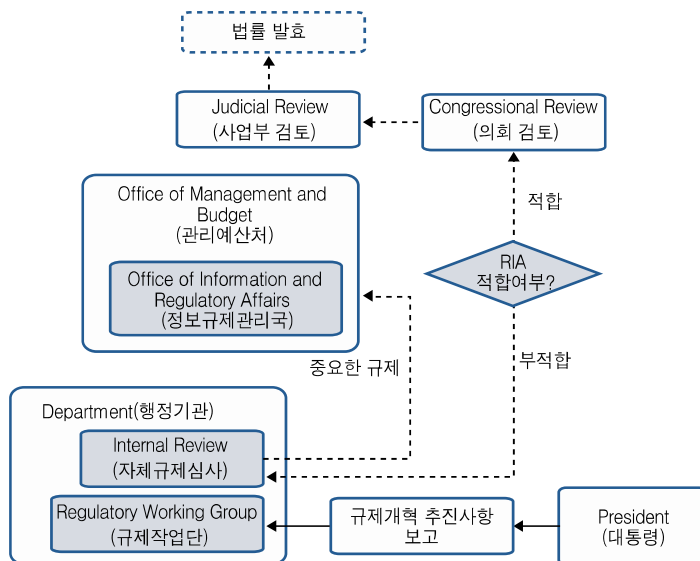 법률 발효
Judicial Review
(사업부 검토)
Congressional Review
(의회 검토)
Office of Management and
Budget
(관리예산처)
Office of Information and
Regulatory Affairs
(정보규제관리국)
적합
RIA
적합여부?
부적합
중요한 규제
Department(행정기관)
Internal Review
(자체규제심사)
Regulatory Working Group
(규제작업단)
규제개혁 추진사항
보고
President
(대통령)